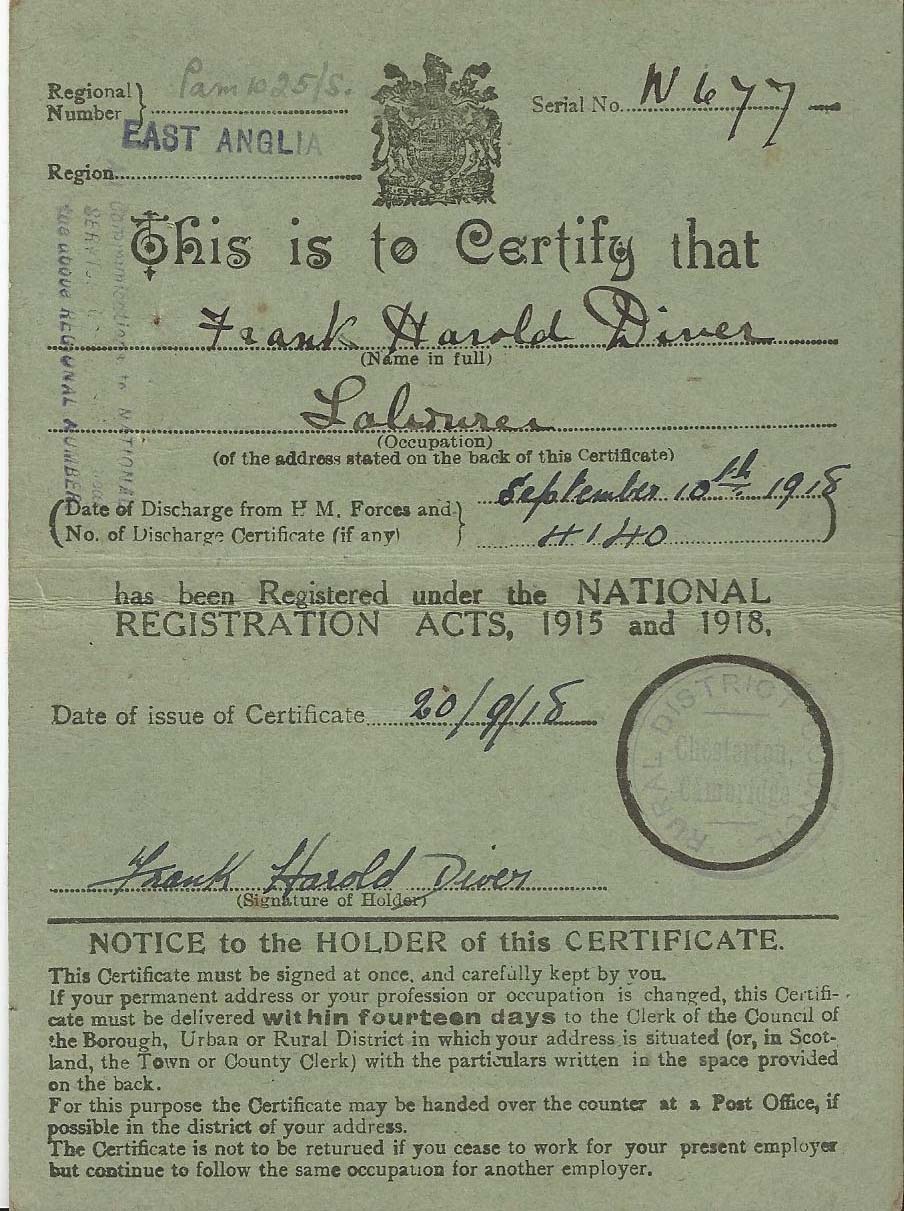 Regional
Number
EAST ANGLIA
Region
Serial No. N 677
This is to Certify that
Frank Harold Diver
(Name in full)
Labourer
(Occupation)
(of the address stated on the back of this Certificate)
(Date of Discharge from H M. Forces and
No. of Discharge Certificate (if any)
September 10th. 1918
4140
has been Registered under the NATIONAL
REGISTRATION ACTS, 1915 and 1918.
Date of issue of Certificate 20/9/18
RURAL DISTRICT COUNCIL
Chesterton,
Cambridge
Frank Harold Diver
(Signature of Holder)
NOTICE to the HOLDER of this CERTIFICATE.
This Certificate must be signed at once, and carefully kept by you.
If your permanent address or your profession or occupation is changed, this Certifi-
cate must be delivered within fourteen days to the Clerk of the Council of
the Borough, Urban or Rural District in which your address is situated (or, in Scot-
land, the Town or County Clerk) with the particulars written in the space provided
on the back.
For this purpose the Certificate may be handed over the counter at a Post Office, if
possible in the district of your address.
The Certificate is not to be returued if you cease to work for your present employer
but continue to follow the same occupation for another employer.
Communications to NATIONAL
the above REGIONAL NUMBER